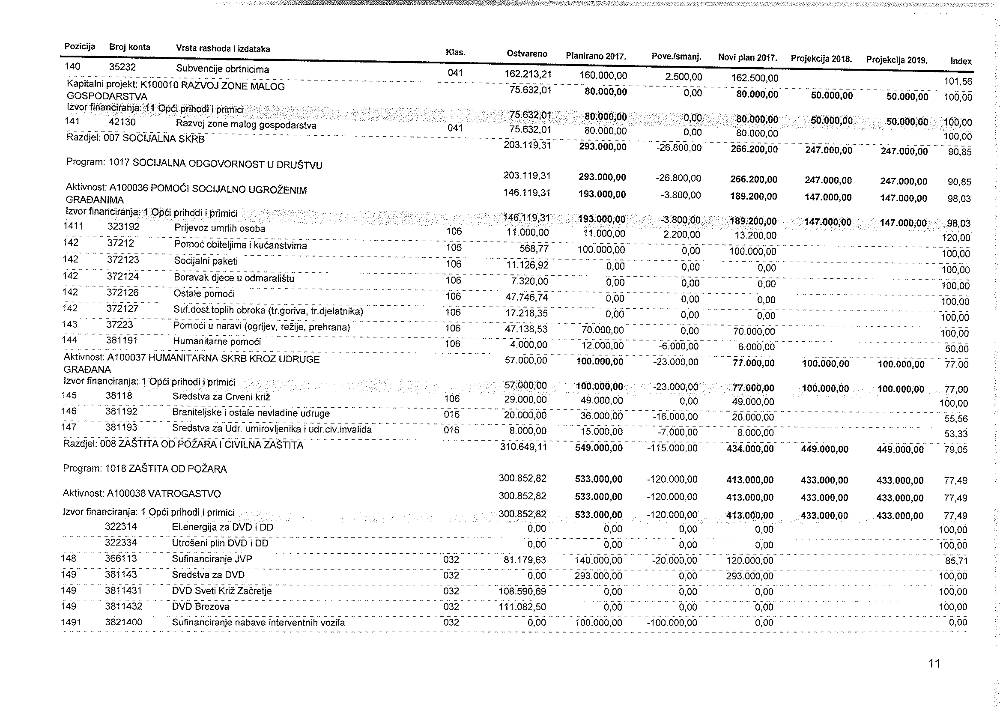 Pozicija Broj konta Vrsta rashoda i izdataka Klas. Ostvareno Planirano 2017. Pove./smanj. Novi plan 2017. Projekcija 2018. Projekcija 2019. Index
140 35232 Subvencije obrtnicima 041 162.213,21 160.000,00 2.500,00 162.500,00 101,56
Kapitalni projekt: K100010 RAZVOJ ZONE MALOG 75.632,01 80.000,00 0,00 80.000,00 50.000,00 50.000,00 100,00
GOSPODARSTVA
Izvor financiranja: 11 Opći prihodi i primici 75.632,01 80.000,00 0,00 80.000,00 50.000,00 50.000,00 100,00
141 42130 Razvoj zone malog gospodarstva 041 75.632,01 80.000,00 0,00 80.000,00 100,00
Razdjel: 007 SOCIJALNA SKRB 203.119,31 293.000,00 -26.800,00 266.200,00 247.000,00 247.000,00 90,85
Program: 1017 SOCIJALNA ODGOVORNOST U DRUŠTVU 203.119,31 293.000,00 -26.800,00 266.200,00 247.000,00 247.000,00 90,85
Aktivnost: A100036 POMOĆI SOCIJALNO UGROŽENIM 146.119,31 193.000,00 -3.800,00 189.200,00 147.000,00 147.000,00 98,03
GRAĐANIMA
Izvor financiranja: 1 Opći prihodi i primici 146.119,31 193.000,00 -3.800,00 189.200,00 147.000,00 147.000,00 98,03
1411 323192 Prijevoz umrlih osoba 106 11.000,00 11.000,00 2.200,00 13.200,00 120,00
142 37212 Pomoć obiteljima i kućanstvima 106 568,77 100.000,00 0,00 100.000,00 100,00
142 372123 Socijalni paketi 106 11.126,92 0,00 0,00 0,00 100,00
142 372124 Boravak djece u odmaralištu 106 7.320,00 0,00 0,00 0,00 100,00
142 372126 Ostale pomoći 106 47.746,74 0,00 0,00 0,00 100,00
142 372127 Suf.dost.toplih obroka (tr.goriva, tr.djelatnika) 106 17.218,35 0,00 0,00 0,00 100,00
143 37223 Pomoći u naravi (ogrijev, režije, prehrana) 106 47.138,53 70.000,00 0,00 70.000,00 100,00
144 381191 Humanitarne pomoći 106 4.000,00 12.000,00 -6.000,00 6.000,00 50,00
Aktivnost: A100037 HUMANITARNA SKRB KROZ UDRUGE 57.000,00 100.000,00 -23.000,00 77.000,00 100.000,00 100.000,00 77,00
GRAĐANA
Izvor financiranja: 1 Opći prihodi i primici 57.000,00 100.000,00 -23.000,00 77.000,00 100.000,00 100.000,00 77,00
145 38118 Sredstva za Crveni križ 106 29.000,00 49.000,00 0,00 49.000,00 100,00
146 381192 Braniteljske i ostale nevladine udruge 016 20.000,00 36.000,00 -16.000,00 20.000,00 55,56
147 381193 Sredstva za Udr. umirovljenika i udr.civ.invalida 016 8.000,00 15.000,00 -7.000,00 8.000,00 53,33
Razdjel: 008 ZAŠTITA OD POŽARA I CIVILNA ZAŠTITA 310.649,11 549.000,00 -115.000,00 434.000,00 449.000,00 449.000,00 79,05
Program: 1018 ZAŠTITA OD POŽARA 300.852,82 533.000,00 -120.000,00 413.000,00 433.000,00 433.000,00 77,49
Aktivnost: A100038 VATROGASTVO 300.852,82 533.000,00 -120.000,00 413.000,00 433.000,00 433.000,00 77,49
Izvor financiranja: 1 Opći prihodi i primici 300.852,82 533.000,00 -120.000,00 413.000,00 433.000,00 433.000,00 77,49
322314 El.energija za DVD i DD 0,00 0,00 0,00 0,00 100,00
322334 Utrošeni plin DVD i DD 0,00 0,00 0,00 0,00 100,00
148 366113 Sufinanciranje JVP 032 81.179,63 140.000,00 -20.000,00 120.000,00 85,71
149 381143 Sredstva za DVD 032 0,00 293.000,00 0,00 293.000,00 100,00
149 3811431 DVD Sveti Križ Začretje 032 108.590,69 0,00 0,00 0,00 100,00
149 3811432 DVD Brezova 032 111.082,50 0,00 0,00 0,00 100,00
1491 3821400 Sufinanciranje nabave interventnih vozila 032 0,00 100.000,00 -100.000,00 0,00 0,00
11